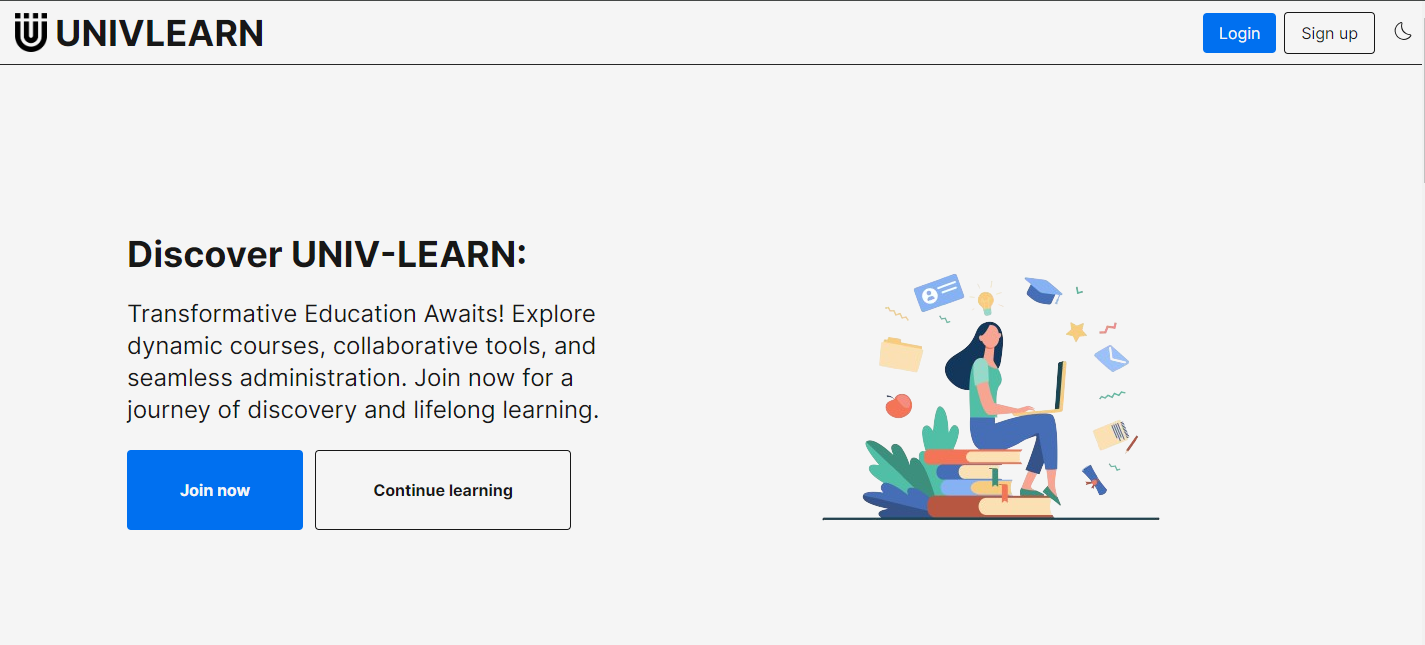 UNIVLEARN
Login
Sign up
Discover UNIV-LEARN:
Transformative Education Awaits! Explore
dynamic courses, collaborative tools, and
seamless administration. Join now for a
journey of discovery and lifelong learning.
Join now
Continue learning